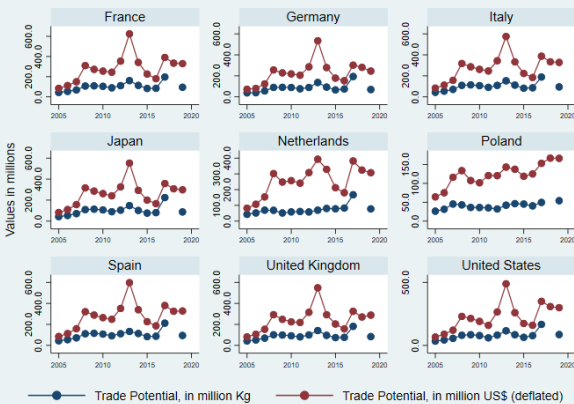 France
Germany
Italy
600.0
400.0
200.0
0.0
2005 2010 2015 2020
600.0
400.0
200.0
0.0
2005 2010 2015 2020
600.0
400.0
200.0
0.0
2005 2010 2015 2020
Values in millions
Japan
Netherlands
Poland
600.0
400.0
200.0
0.0
2005 2010 2015 2020
400.0
300.0
200.0
100.0
0.0
2005 2010 2015 2020
150.0
100.0
50.0
0.0
2005 2010 2015 2020
Spain
United Kingdom
United States
600.0
400.0
200.0
0.0
2005 2010 2015 2020
600.0
400.0
200.0
0.0
2005 2010 2015 2020
500.0
0.0
2005 2010 2015 2020
Trade Potential, in million Kg
Trade Potential, in million US$ (deflated)